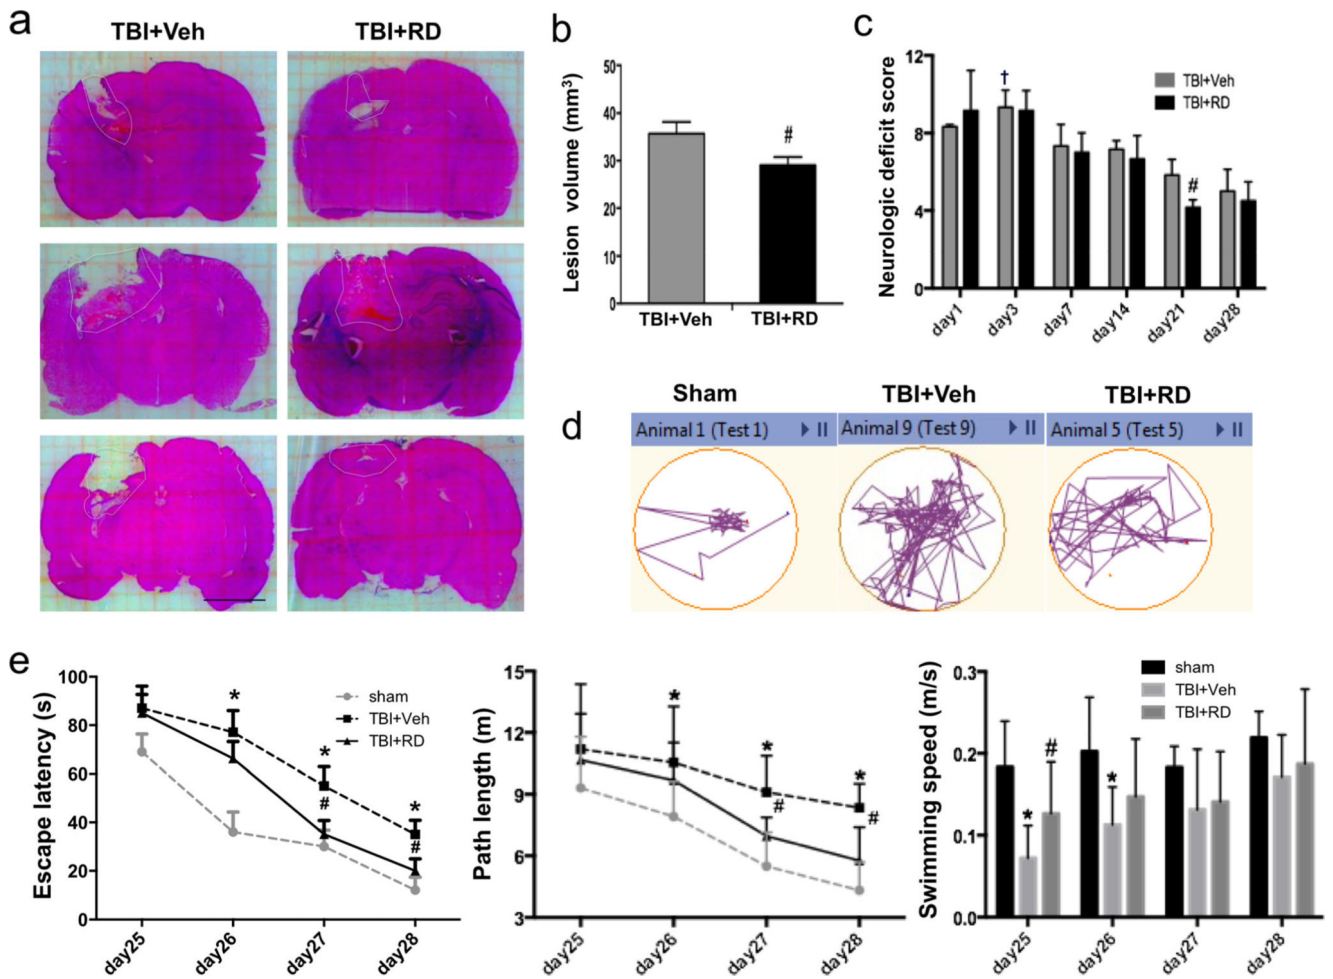 a
TBI+Veh
TBI+RD
b
Lesion volume (mm³)
50
40
30
20
10
0
#
TBI+Veh
TBI+RD
c
Neurologic deficit score
12
8
4
0
†
#
TBI+Veh
TBI+RD
day1
day3
day7
day14
day21
day28
d
Sham
TBI+Veh
TBI+RD
Animal 1 (Test 1)
Animal 9 (Test 9)
Animal 5 (Test 5)
e
Escape latency (s)
100
80
60
40
20
0
*
*
#
*
#
sham
TBI+Veh
TBI+RD
day25
day26
day27
day28
Path length (m)
15
12
9
6
3
*
*
#
*
#
day25
day26
day27
day28
Swimming speed (m/s)
0.3
0.2
0.1
0.0
*
#
*
sham
TBI+Veh
TBI+RD
day25
day26
day27
day28